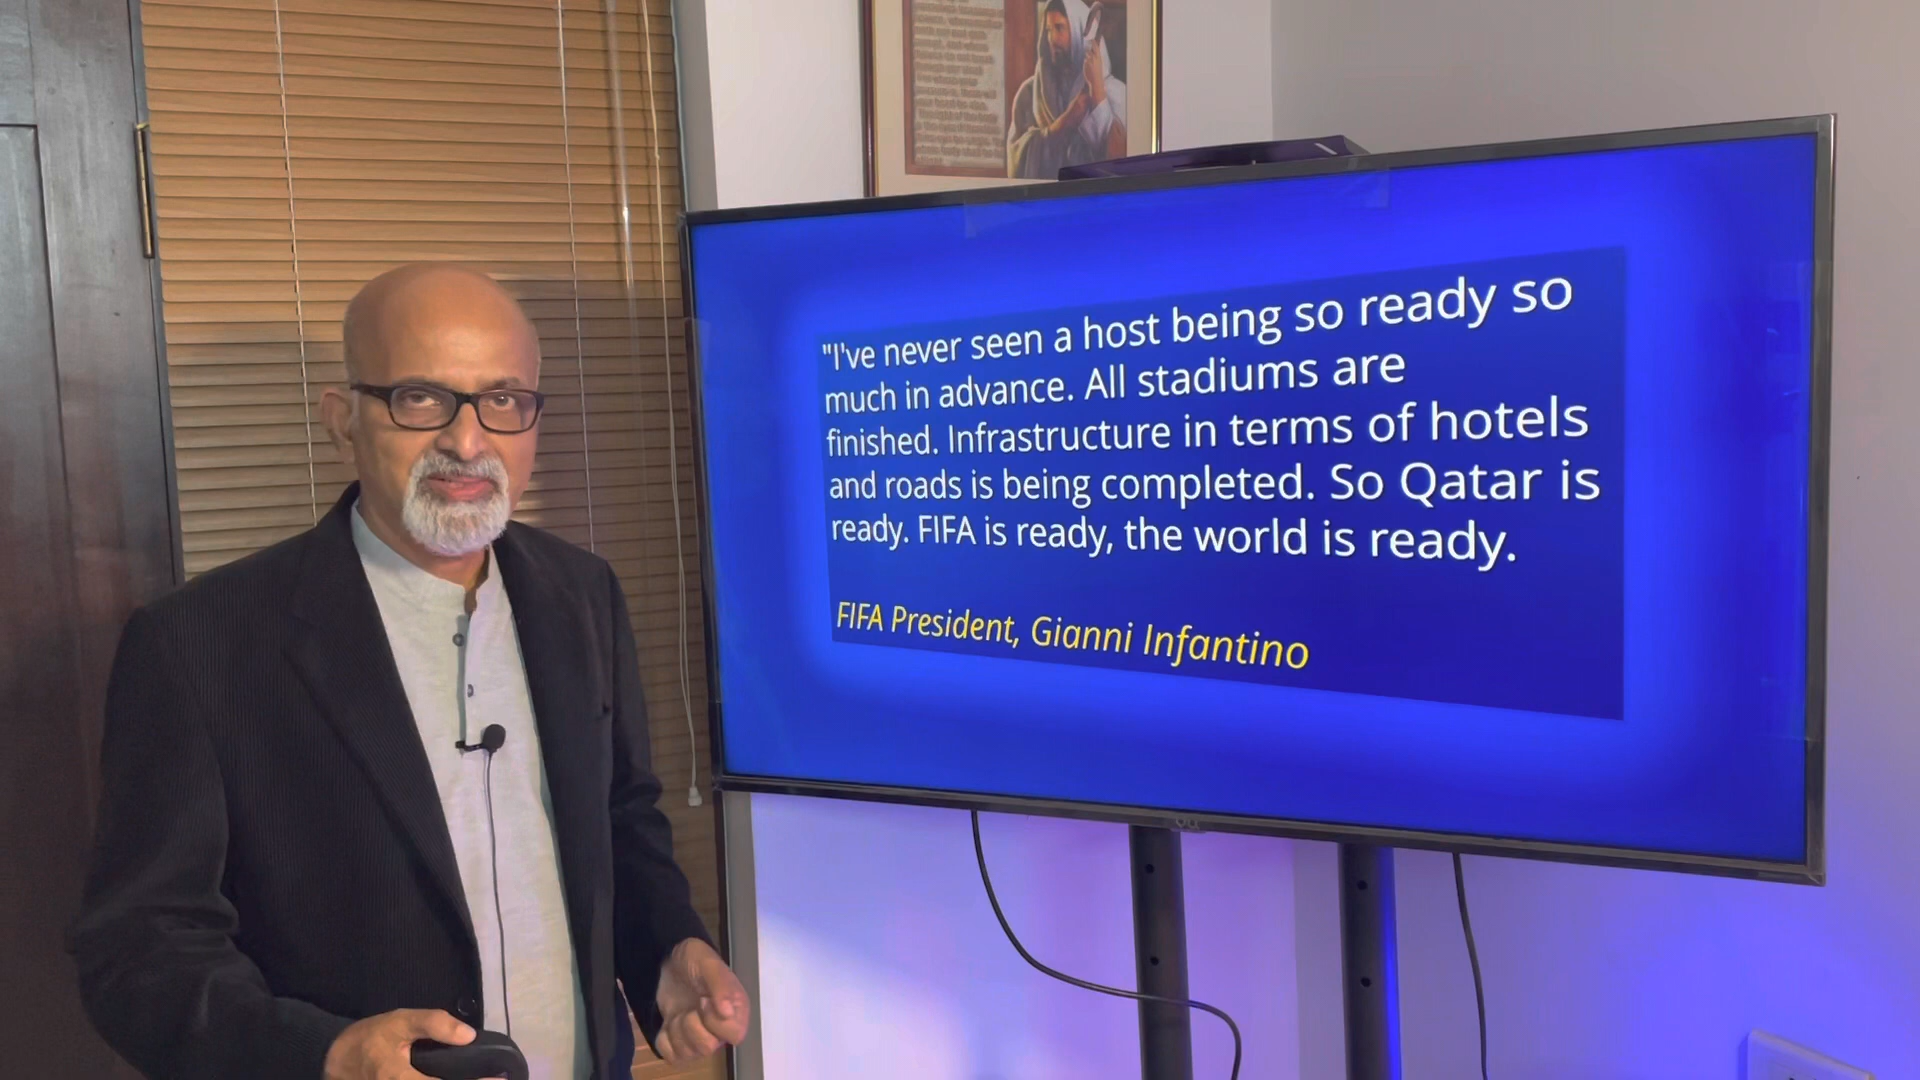 "I've never seen a host being so ready so
much in advance. All stadiums are
finished. Infrastructure in terms of hotels
and roads is being completed. So Qatar is
ready. FIFA is ready, the world is ready.
FIFA President, Gianni Infantino